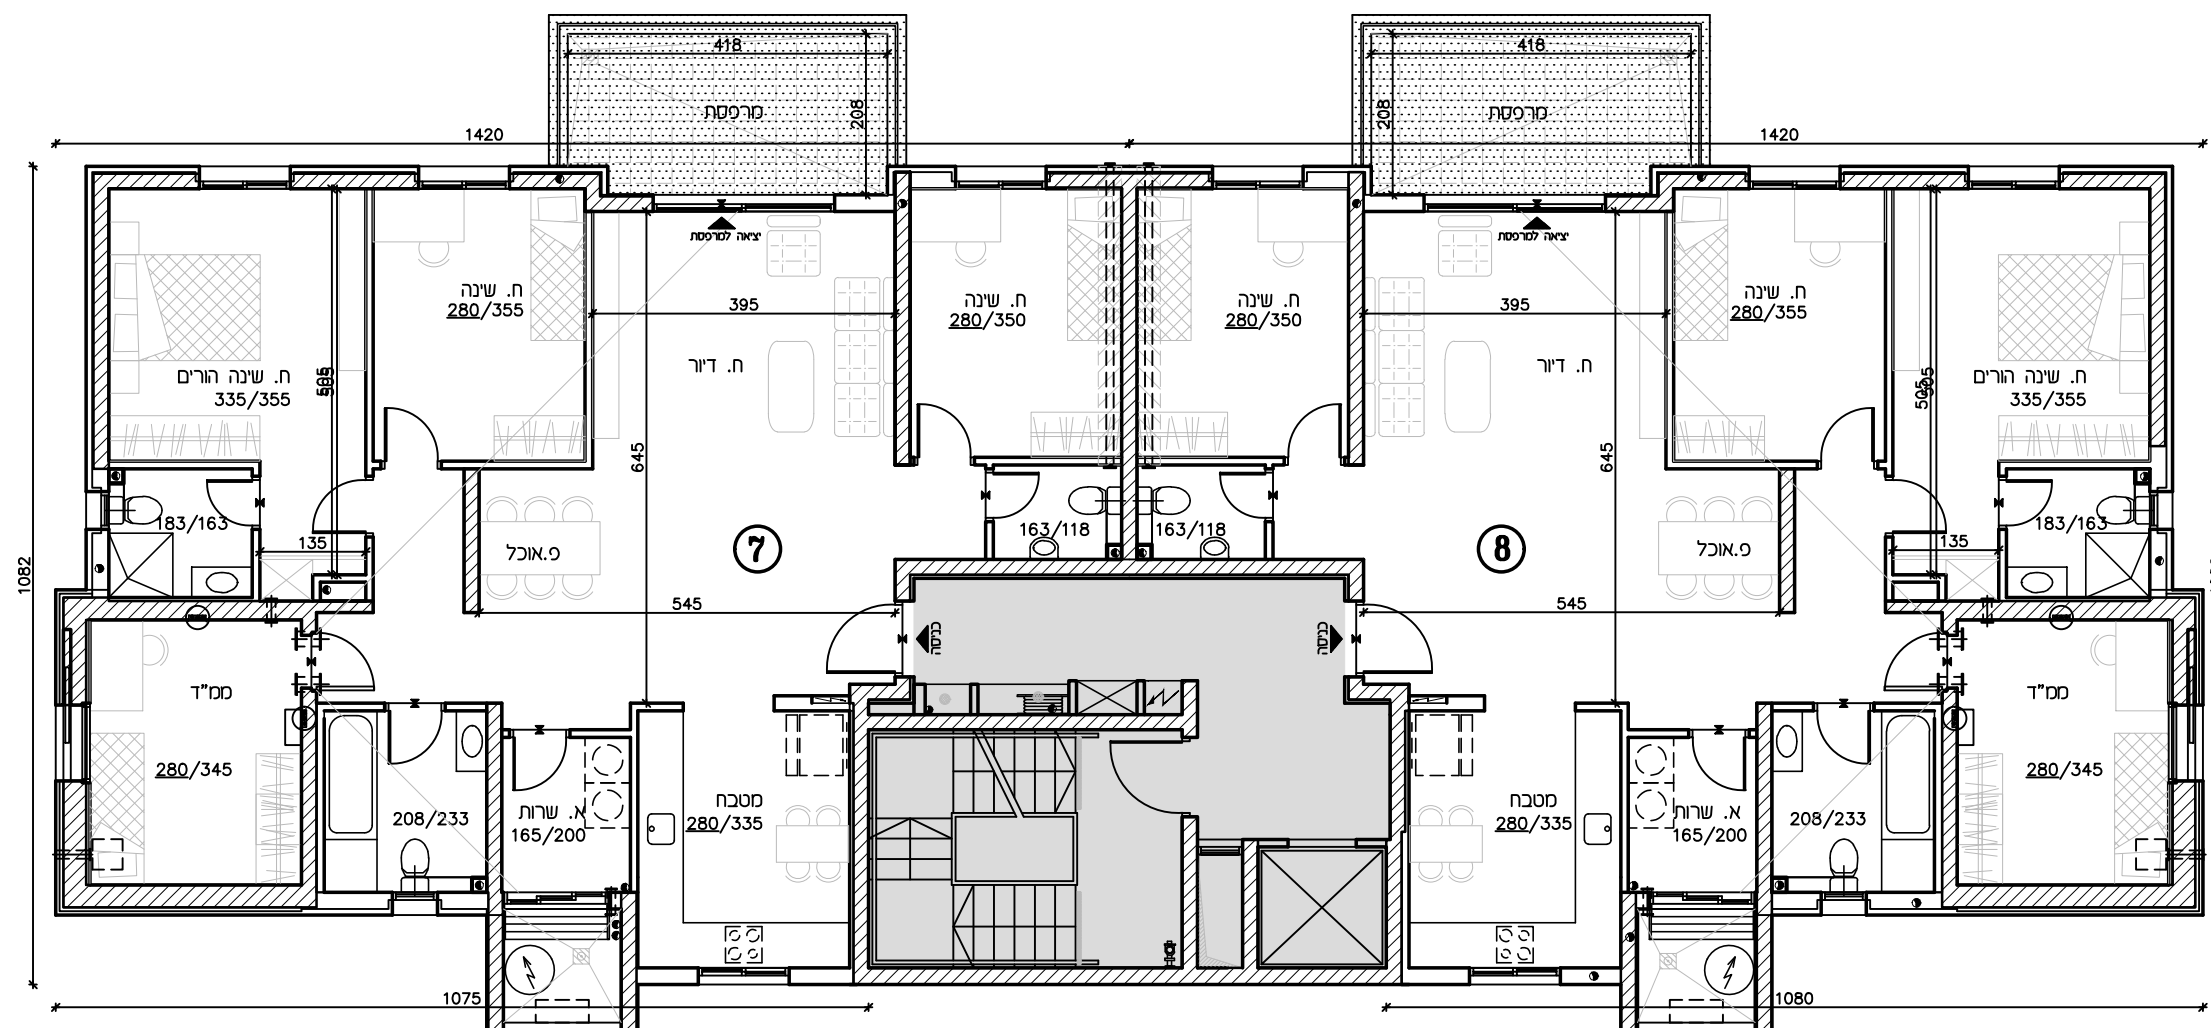 418
418
מרפסת
208
208
מרפסת
1420
1420
יציאה למרפסת
יציאה למרפסת
ח. שינה
280/355
395
ח. שינה
280/350
ח. שינה
280/350
395
ח. שינה
280/355
ח. דיור
ח. דיור
ח. שינה הורים
335/355
505
505
ח. שינה הורים
335/355
505
505
645
645
183/163
135
פ.אוכל
7
163/118
163/118
8
פ.אוכל
135
183/163
1082
545
545
כניסה
כניסה
ממ"ד
280/345
ממ"ד
280/345
208/233
א. שרות
165/200
מטבח
280/335
מטבח
280/335
א. שרות
165/200
208/233
1075
1080